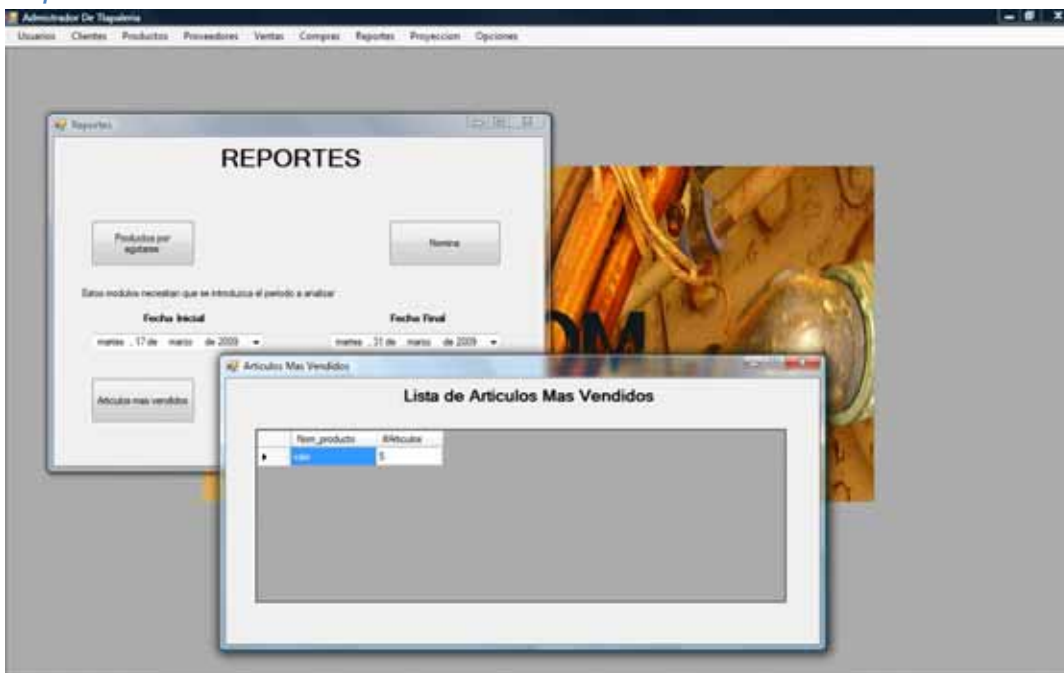 Admistrador De Tlapaleria
Usuarios Clientes Productos Proveedores Ventas Compras Reportes Proyeccion Opciones
Reportes
REPORTES
Productos por
agotarse
Nomina
Estos modulos necesitan que se introduzca el periodo a analizar
Fecha Inicial
Fecha Final
martes , 17 de marzo de 2009
martes , 31 de marzo de 2009
Articulos mas vendidos
OM
Articulos Mas Vendidos
Lista de Articulos Mas Vendidos
Nom_producto #Articulos
5